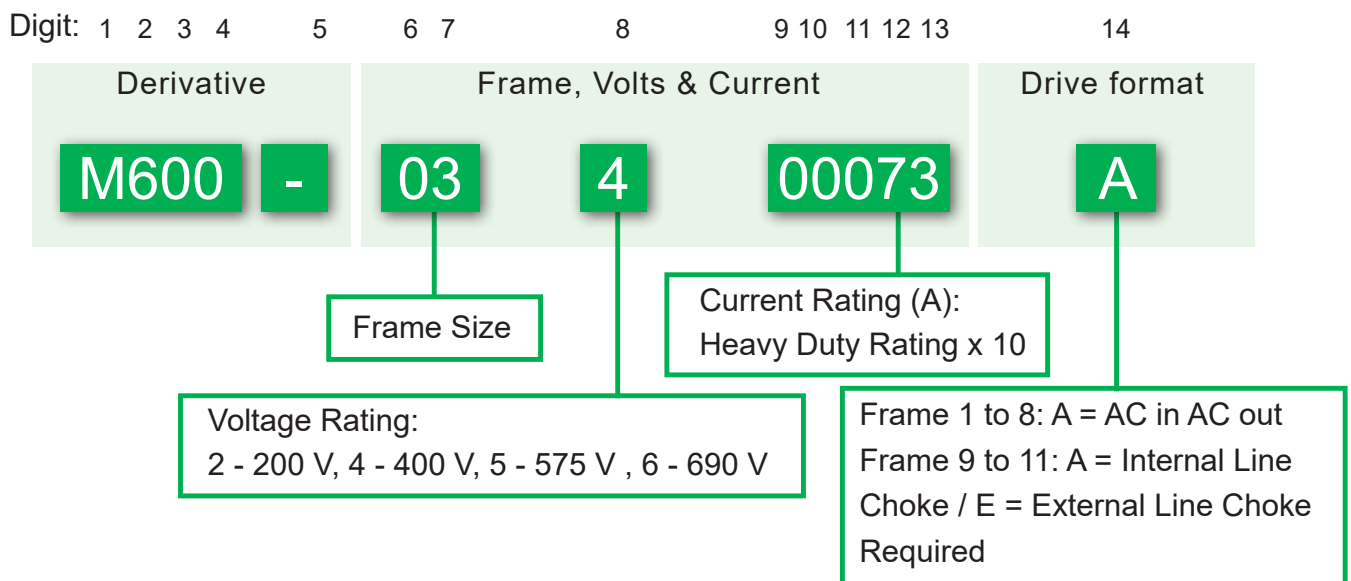 Digit: 1 2 3 4 5 6 7 8 9 10 11 12 13 14
Derivative Frame, Volts & Current Drive format
M600 - 03 4 00073 A
Frame Size
Current Rating (A):
Heavy Duty Rating x 10
Voltage Rating:
2 - 200 V, 4 - 400 V, 5 - 575 V , 6 - 690 V
Frame 1 to 8: A = AC in AC out
Frame 9 to 11: A = Internal Line
Choke / E = External Line Choke
Required